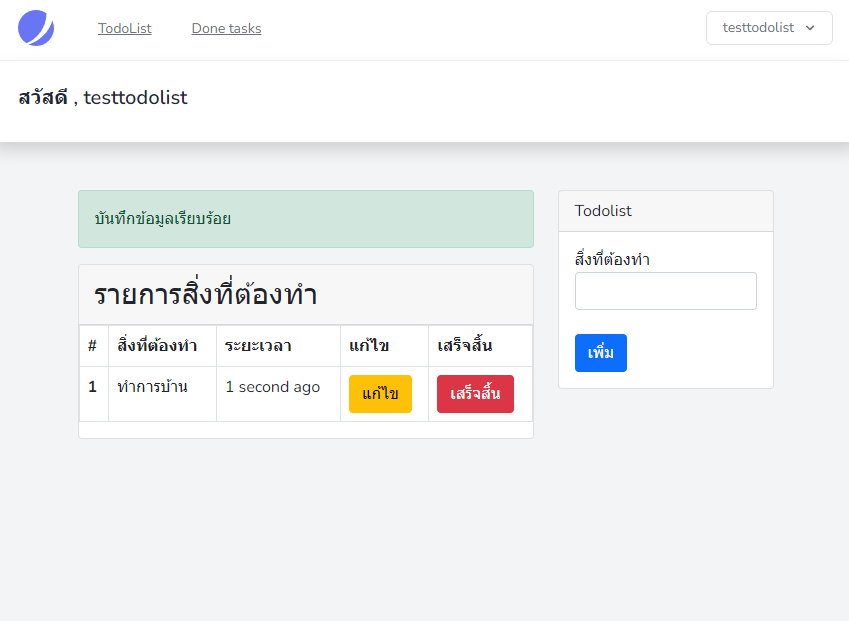 TodoList Done tasks testtodolist
สวัสดี , testtodolist
บันทึกข้อมูลเรียบร้อย
รายการสิ่งที่ต้องทำ
# สิ่งที่ต้องทำ ระยะเวลา แก้ไข เสร็จสิ้น
1 ทำการบ้าน 1 second ago แก้ไข เสร็จสิ้น
Todolist
สิ่งที่ต้องทำ
เพิ่ม